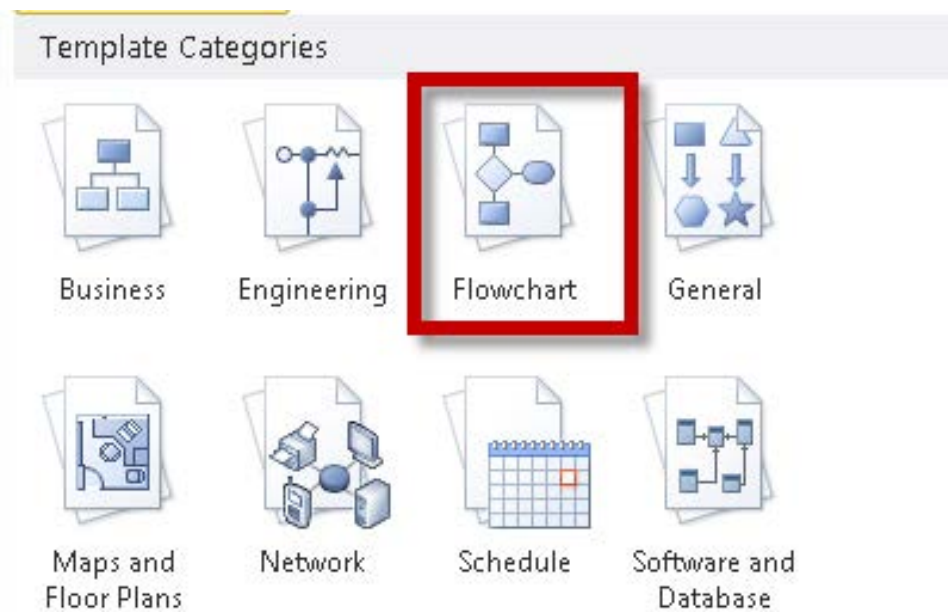 Template Categories
Business
Engineering
Flowchart
General
Maps and
Floor Plans
Network
Schedule
Software and
Database